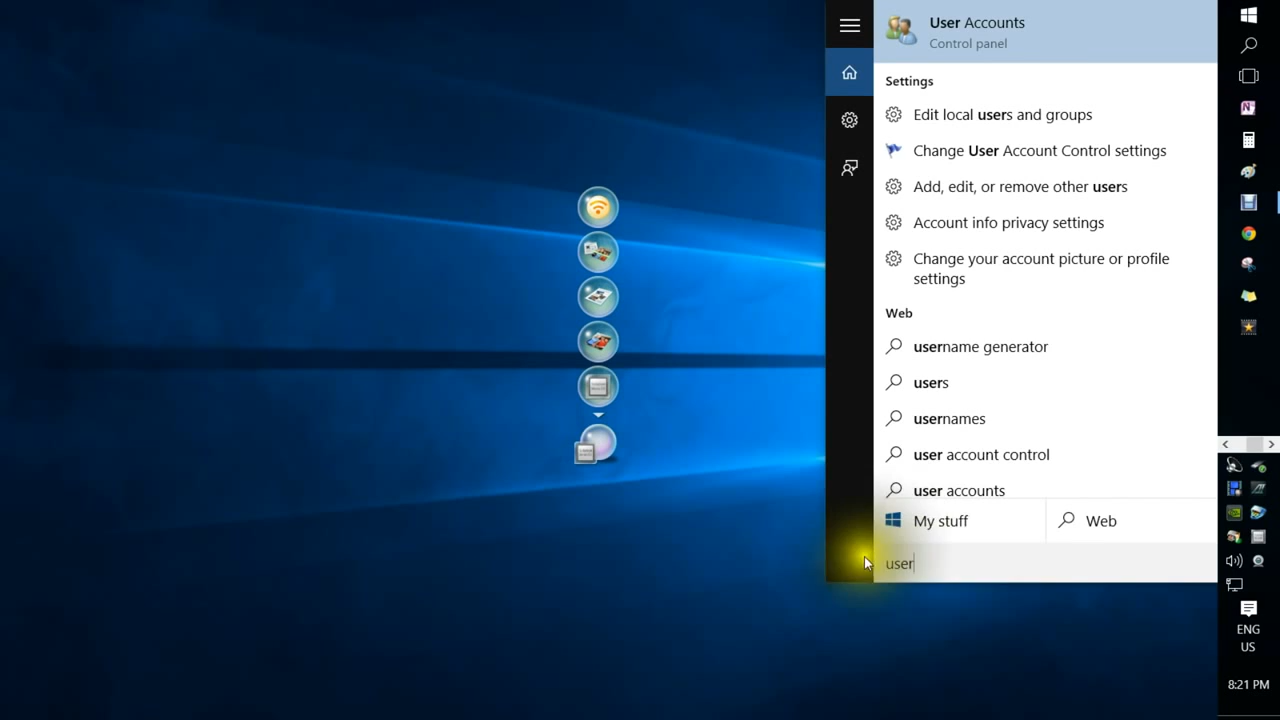 User Accounts
Control panel
Settings
Edit local users and groups
Change User Account Control settings
Add, edit, or remove other users
Account info privacy settings
Change your account picture or profile
settings
Web
username generator
users
usernames
user account control
user accounts
My stuff
Web
user
ENG
US
8:21 PM